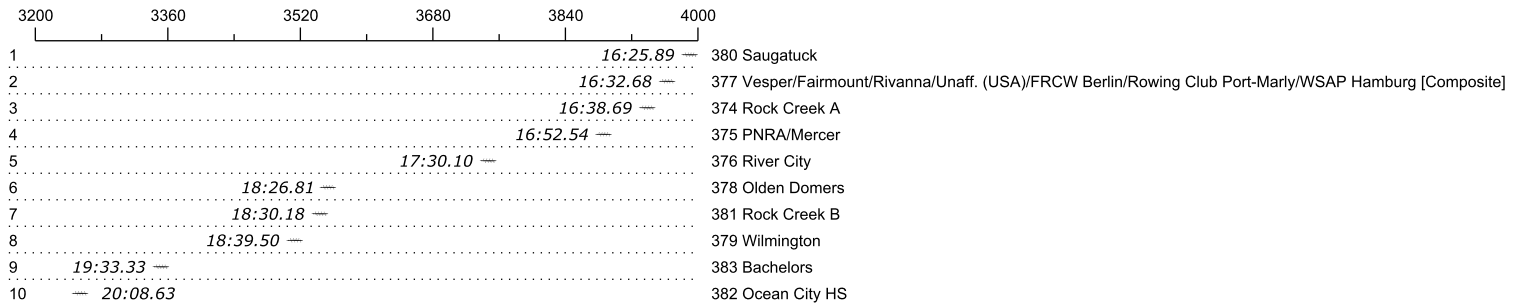 3200 3360 3520 3680 3840 4000
1 16:25.89 380 Saugatuck
2 16:32.68 377 Vesper/Fairmount/Rivanna/Unaff. (USA)/FRCW Berlin/Rowing Club Port-Marly/WSAP Hamburg [Composite]
3 16:38.69 374 Rock Creek A
4 16:52.54 375 PNRA/Mercer
5 17:30.10 376 River City
6 18:26.81 378 Olden Domers
7 18:30.18 381 Rock Creek B
8 18:39.50 379 Wilmington
9 19:33.33 383 Bachelors
10 20:08.63 382 Ocean City HS